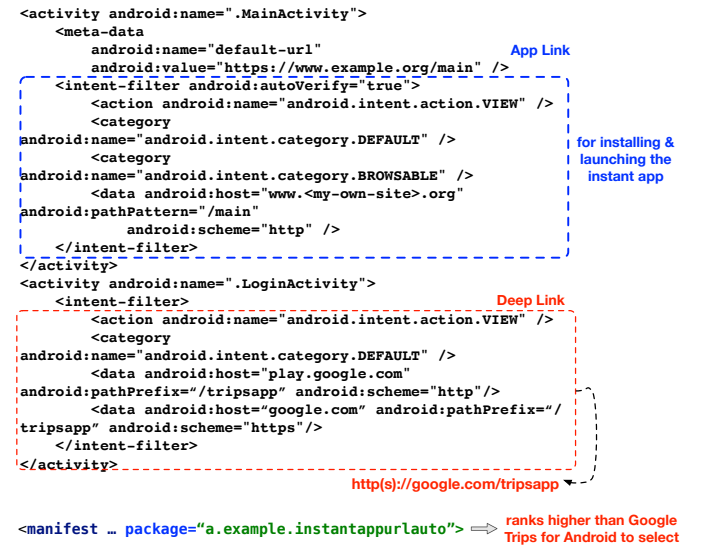 <activity android:name=".MainActivity">
<meta-data
android:name="default-url"
App Link
android:value="https://www.example.org/main" />
<intent-filter android:autoVerify="true">
<action android:name="android.intent.action.VIEW" />
<category
android:name="android.intent.category.DEFAULT" />
<category
android:name="android.intent.category.BROWSABLE" />
<data android:host="www.<my-own-site>.org"
android:pathPattern="/main"
android:scheme="http" />
</intent-filter>
</activity>
for installing &
launching the
instant app
<activity android:name=".LoginActivity">
<intent-filter>
Deep Link
<action android:name="android.intent.action.VIEW" />
<category
android:name="android.intent.category.DEFAULT" />
<data android:host="play.google.com"
android:pathPrefix=“/tripsapp” android:scheme="http"/>
<data android:host=“google.com” android:pathPrefix=“/
tripsapp” android:scheme="https"/>
</intent-filter>
</activity>
http(s)://google.com/tripsapp
<manifest … package=“a.example.instantappurlauto”>
ranks higher than Google
Trips for Android to select